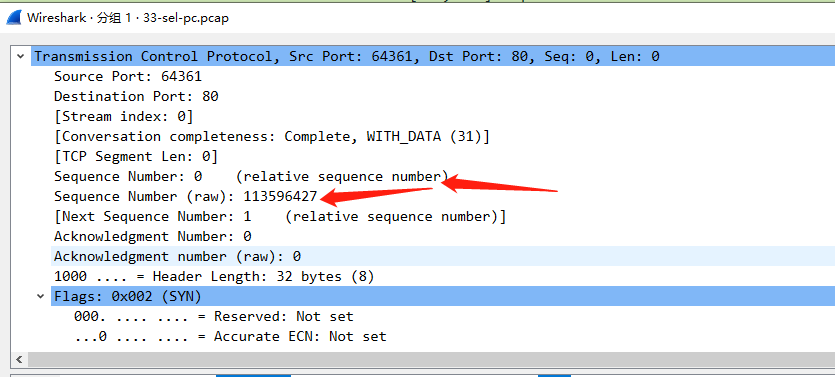 Wireshark · 分组 1 · 33-sel-pc.pcap
Transmission Control Protocol, Src Port: 64361, Dst Port: 80, Seq: 0, Len: 0
Source Port: 64361
Destination Port: 80
[Stream index: 0]
[Conversation completeness: Complete, WITH_DATA (31)]
[TCP Segment Len: 0]
Sequence Number: 0    (relative sequence number)
Sequence Number (raw): 113596427
[Next Sequence Number: 1    (relative sequence number)]
Acknowledgment Number: 0
Acknowledgment number (raw): 0
1000 .... = Header Length: 32 bytes (8)
Flags: 0x002 (SYN)
000. .... .... = Reserved: Not set
...0 .... .... = Accurate ECN: Not set